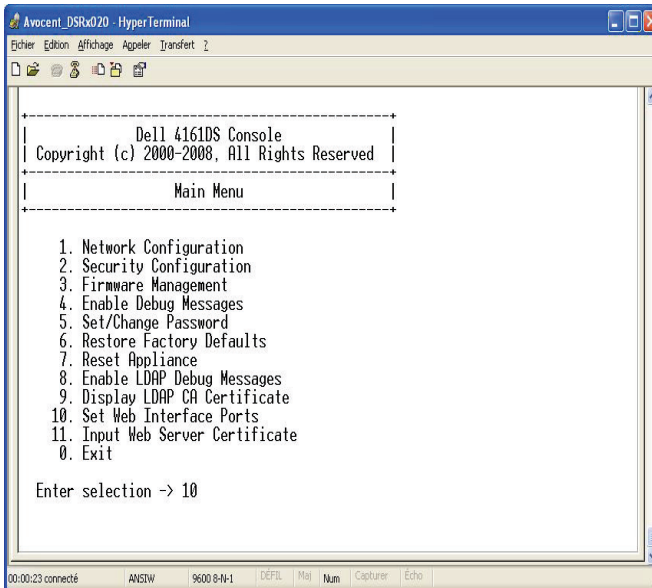 Avocent_DSRx020 - HyperTerminal
Fichier Edition Affichage Appeler Transfert ?
Dell 4161DS Console
Copyright (c) 2000-2008, All Rights Reserved
Main Menu
1. Network Configuration
2. Security Configuration
3. Firmware Management
4. Enable Debug Messages
5. Set/Change Password
6. Restore Factory Defaults
7. Reset Appliance
8. Enable LDAP Debug Messages
9. Display LDAP CA Certificate
10. Set Web Interface Ports
11. Input Web Server Certificate
0. Exit
Enter selection -> 10
00:00:23 connecté ANSIW 9600 8-N-1 DÉFIL Maj Num Capturer Écho